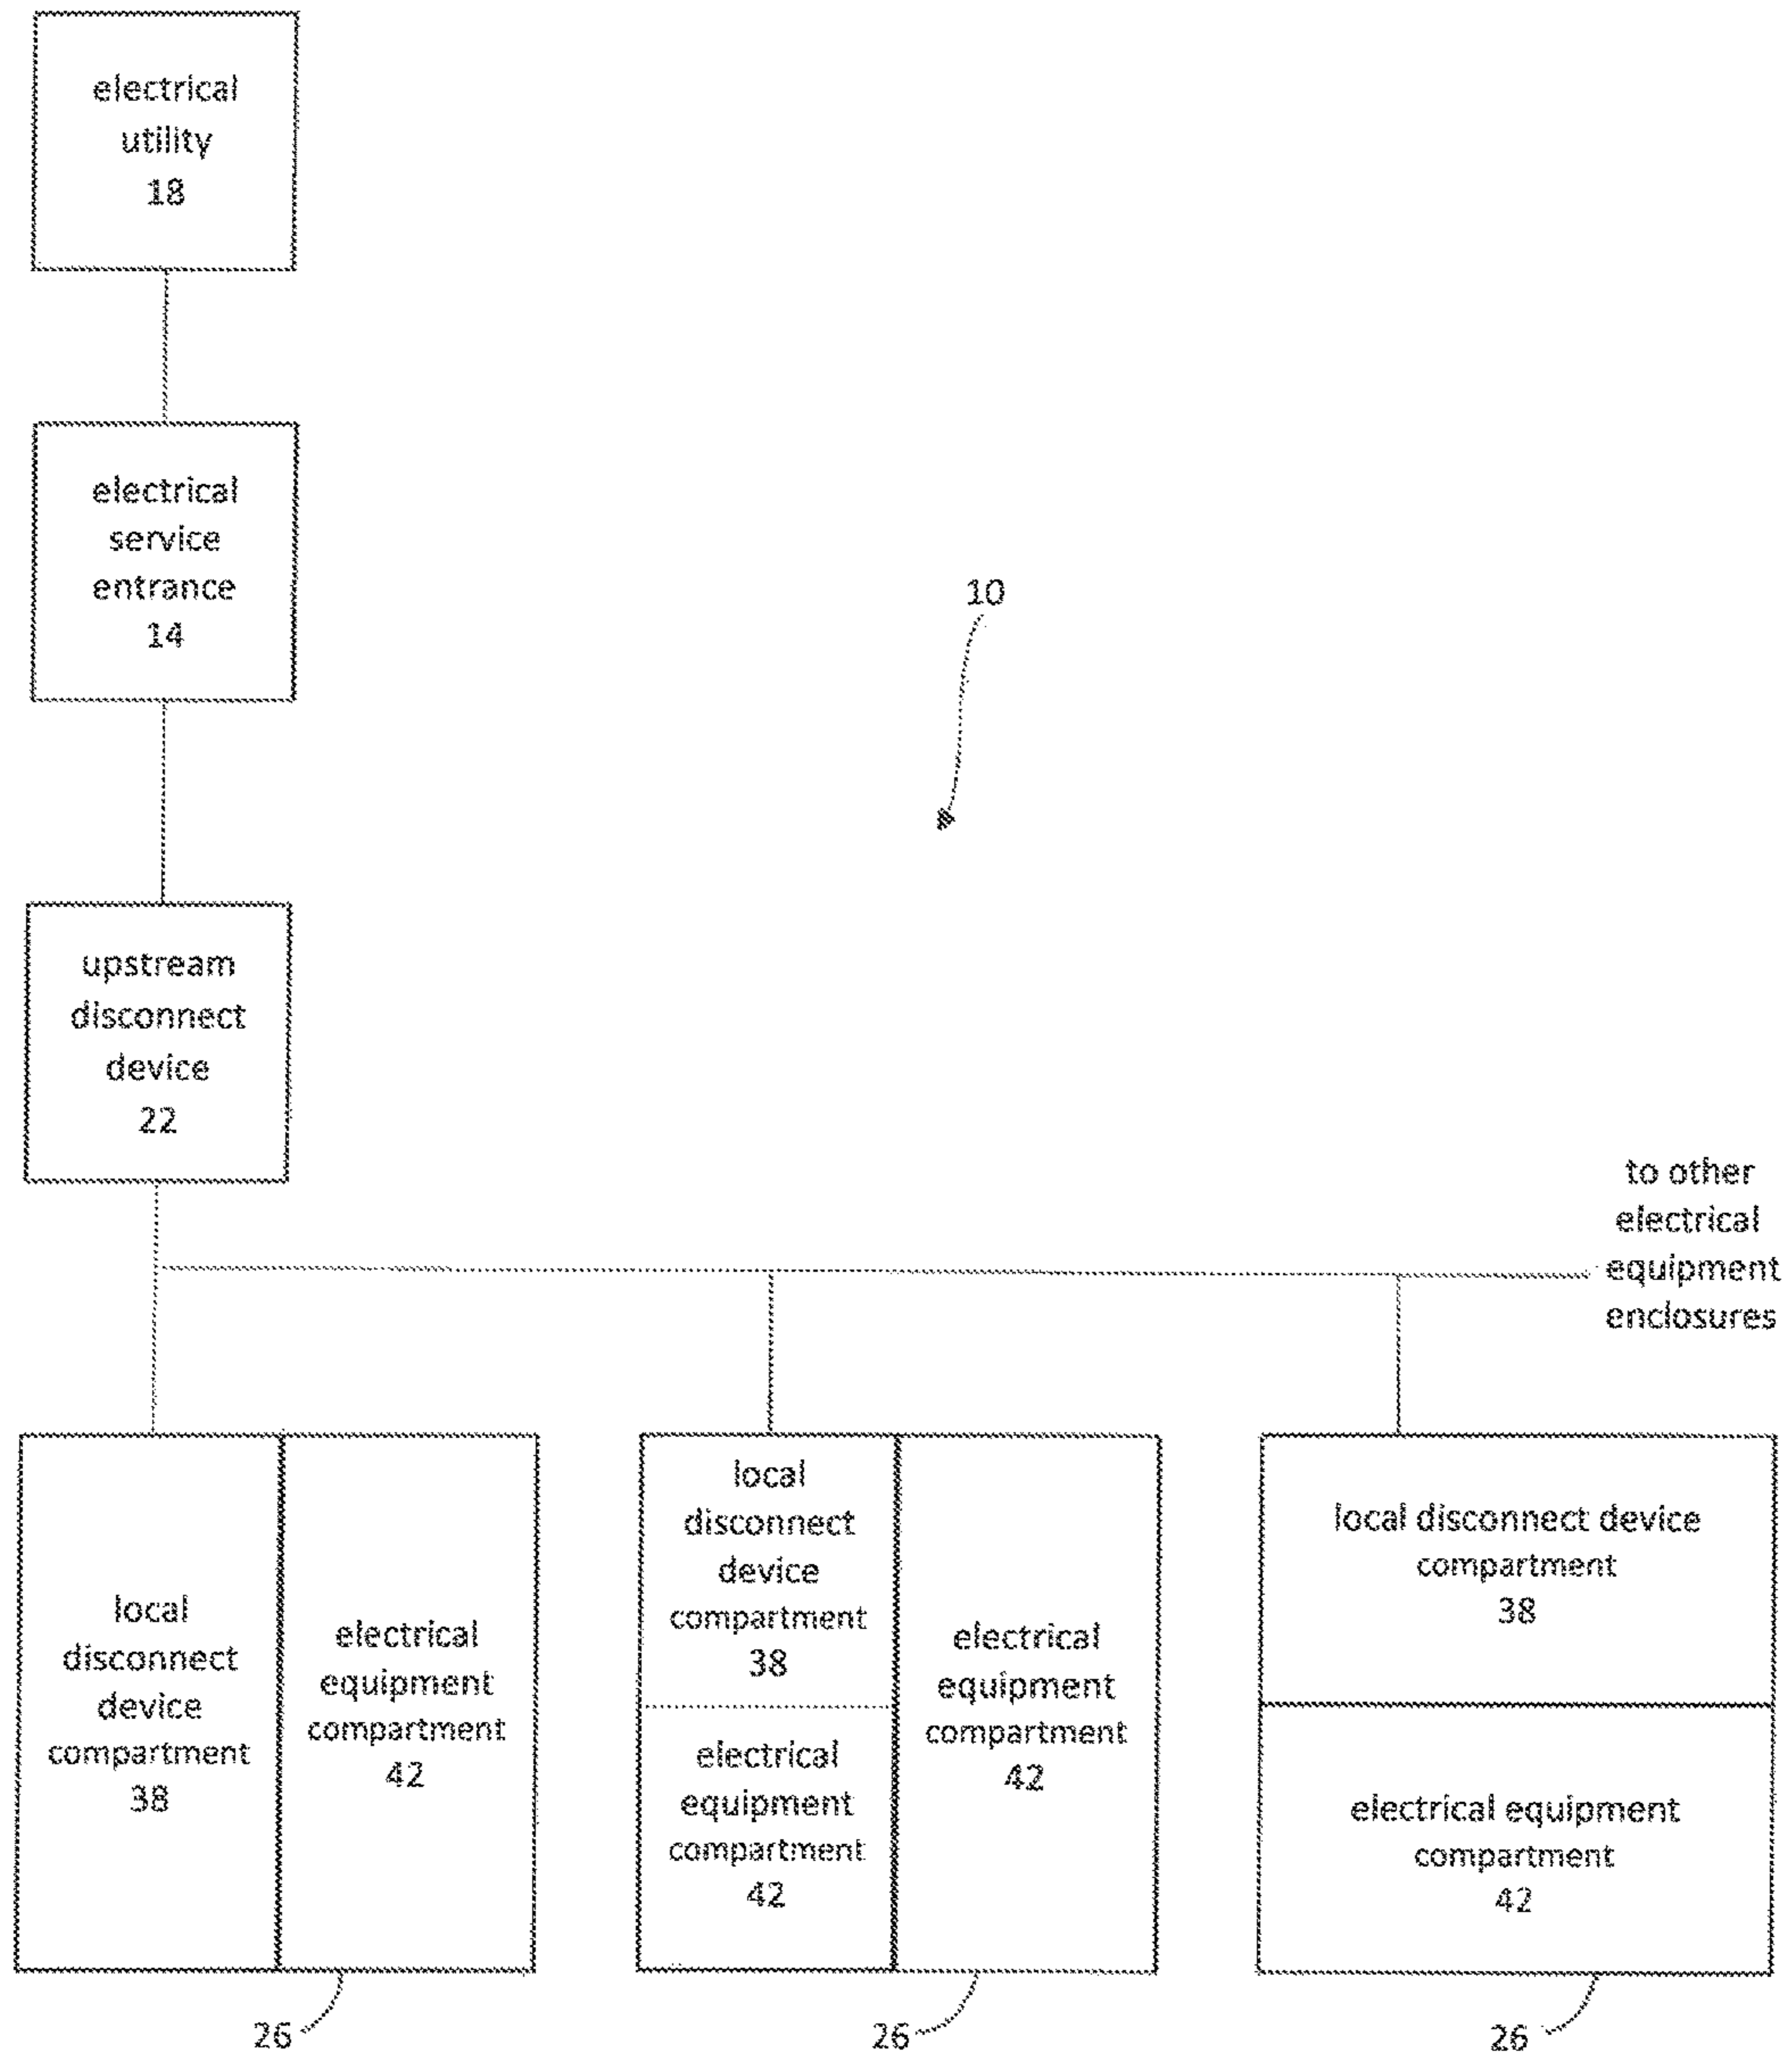 electrical
utility
18
electrical
service
entrance
14
10
upstream
disconnect
device
22
to other
electrical
equipment
enclosures
local
disconnect
device
compartment
38
electrical
equipment
compartment
42
local
disconnect
device
compartment
38
electrical
equipment
compartment
42
electrical
equipment
compartment
42
local disconnect device
compartment
38
electrical equipment
compartment
42
26
26
26